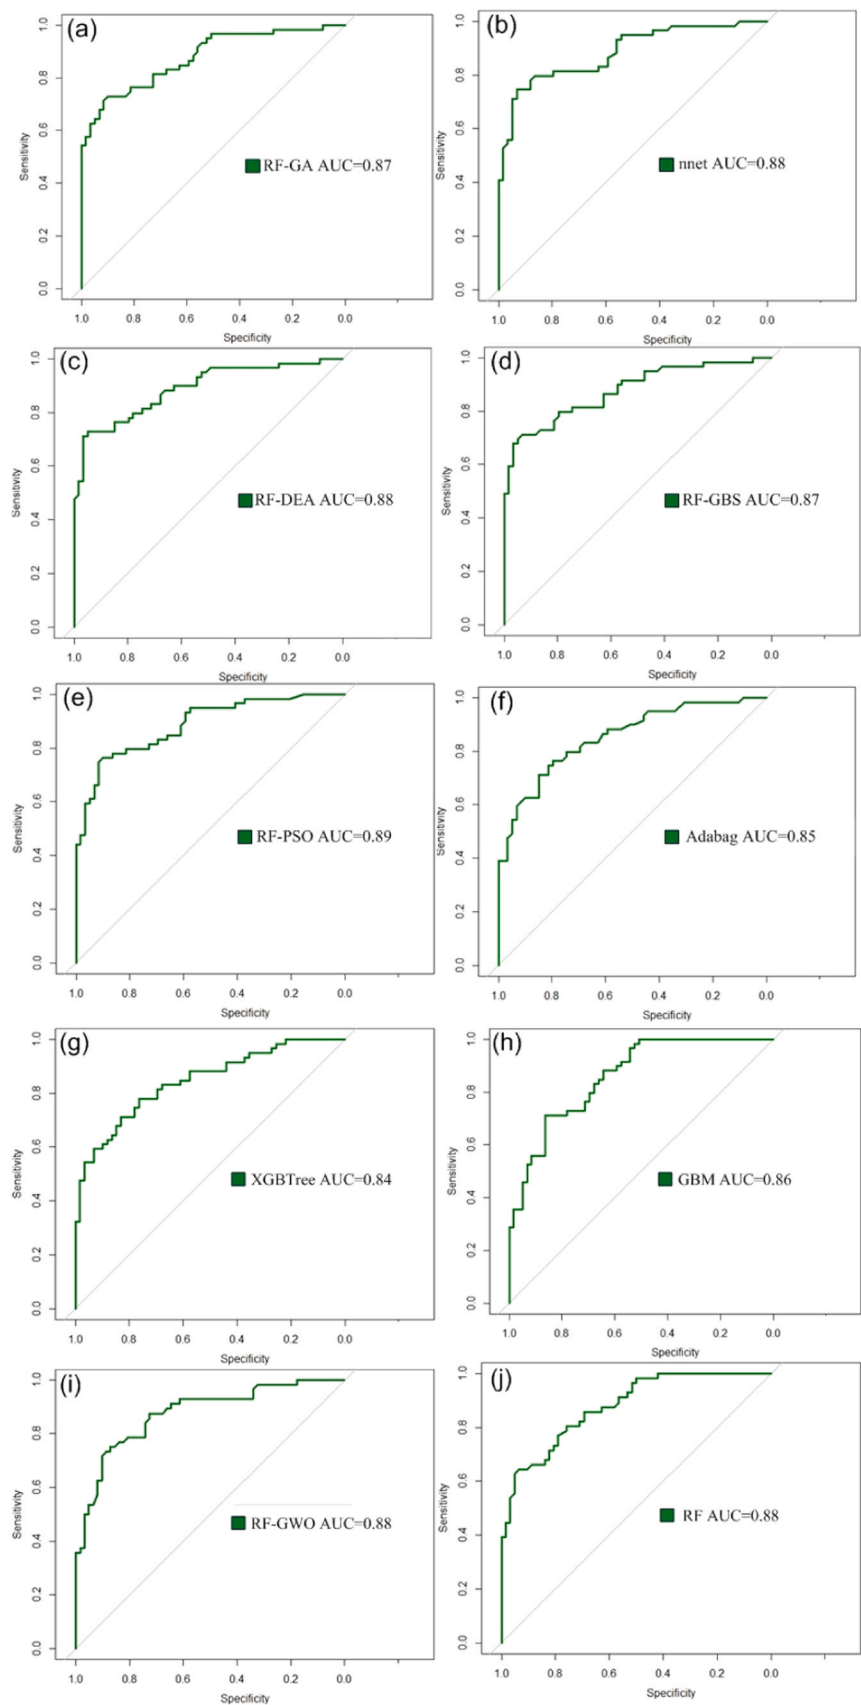 (a)
1.0
0.8
0.6
0.4
0.2
0.0
Sensitivity
RF-GA AUC=0.87
1.0 0.8 0.6 0.4 0.2 0.0
Specificity
(b)
1.0
0.8
0.6
0.4
0.2
0.0
Sensitivity
nnet AUC=0.88
1.0 0.8 0.6 0.4 0.2 0.0
Specificity
(c)
1.0
0.8
0.6
0.4
0.2
0.0
Sensitivity
RF-DEA AUC=0.88
1.0 0.8 0.6 0.4 0.2 0.0
Specificity
(d)
1.0
0.8
0.6
0.4
0.2
0.0
Sensitivity
RF-GBS AUC=0.87
1.0 0.8 0.6 0.4 0.2 0.0
Specificity
(e)
1.0
0.8
0.6
0.4
0.2
0.0
Sensitivity
RF-PSO AUC=0.89
1.0 0.8 0.6 0.4 0.2 0.0
Specificity
(f)
1.0
0.8
0.6
0.4
0.2
0.0
Sensitivity
Adabag AUC=0.85
1.0 0.8 0.6 0.4 0.2 0.0
Specificity
(g)
1.0
0.8
0.6
0.4
0.2
0.0
Sensitivity
XGBTree AUC=0.84
1.0 0.8 0.6 0.4 0.2 0.0
Specificity
(h)
1.0
0.8
0.6
0.4
0.2
0.0
Sensitivity
GBM AUC=0.86
1.0 0.8 0.6 0.4 0.2 0.0
Specificity
(i)
1.0
0.8
0.6
0.4
0.2
0.0
Sensitivity
RF-GWO AUC=0.88
1.0 0.8 0.6 0.4 0.2 0.0
Specificity
(j)
1.0
0.8
0.6
0.4
0.2
0.0
Sensitivity
RF AUC=0.88
1.0 0.8 0.6 0.4 0.2 0.0
Specificity